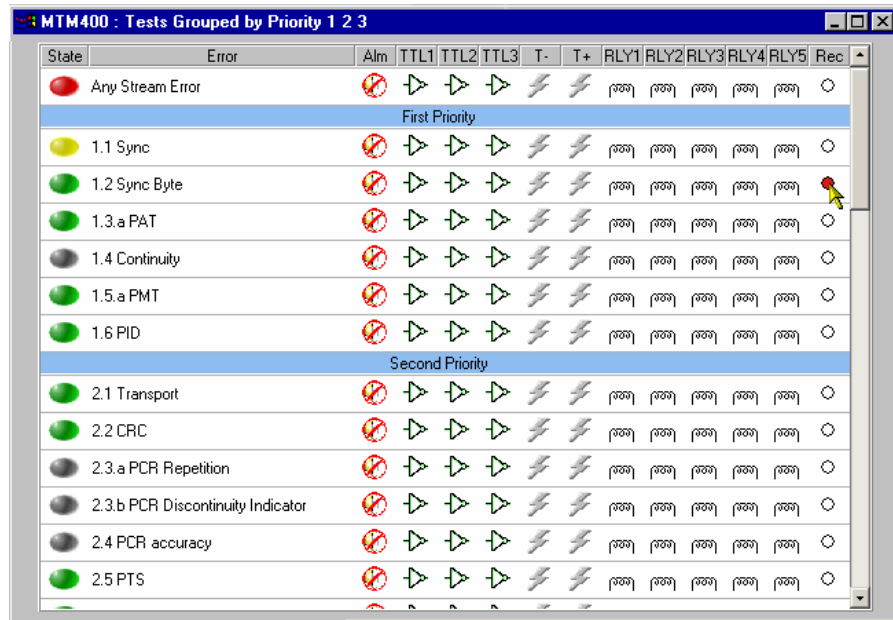 MTM400 : Tests Grouped by Priority 1 2 3
State Error Alm TTL1 TTL2 TTL3 T- T+ RLY1 RLY2 RLY3 RLY4 RLY5 Rec
Any Stream Error
First Priority
1.1 Sync
1.2 Sync Byte
1.3.a PAT
1.4 Continuity
1.5.a PMT
1.6 PID
Second Priority
2.1 Transport
2.2 CRC
2.3.a PCR Repetition
2.3.b PCR Discontinuity Indicator
2.4 PCR accuracy
2.5 PTS